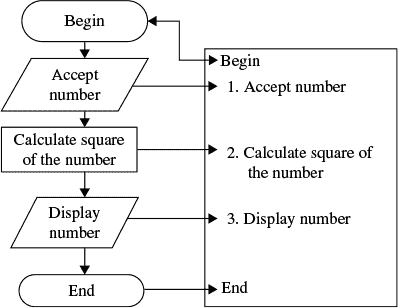 Begin
Accept
number
Calculate square
of the number
Display
number
End
Begin
1. Accept number
2. Calculate square of
the number
3. Display number
End